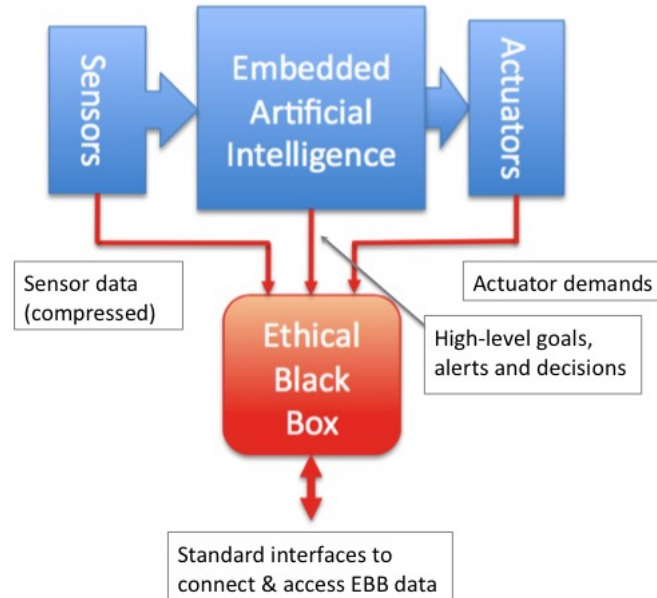 Sensors
Embedded
Artificial
Intelligence
Actuators
Sensor data
(compressed)
Actuator demands
High-level goals,
alerts and decisions
Ethical
Black
Box
Standard interfaces to
connect & access EBB data